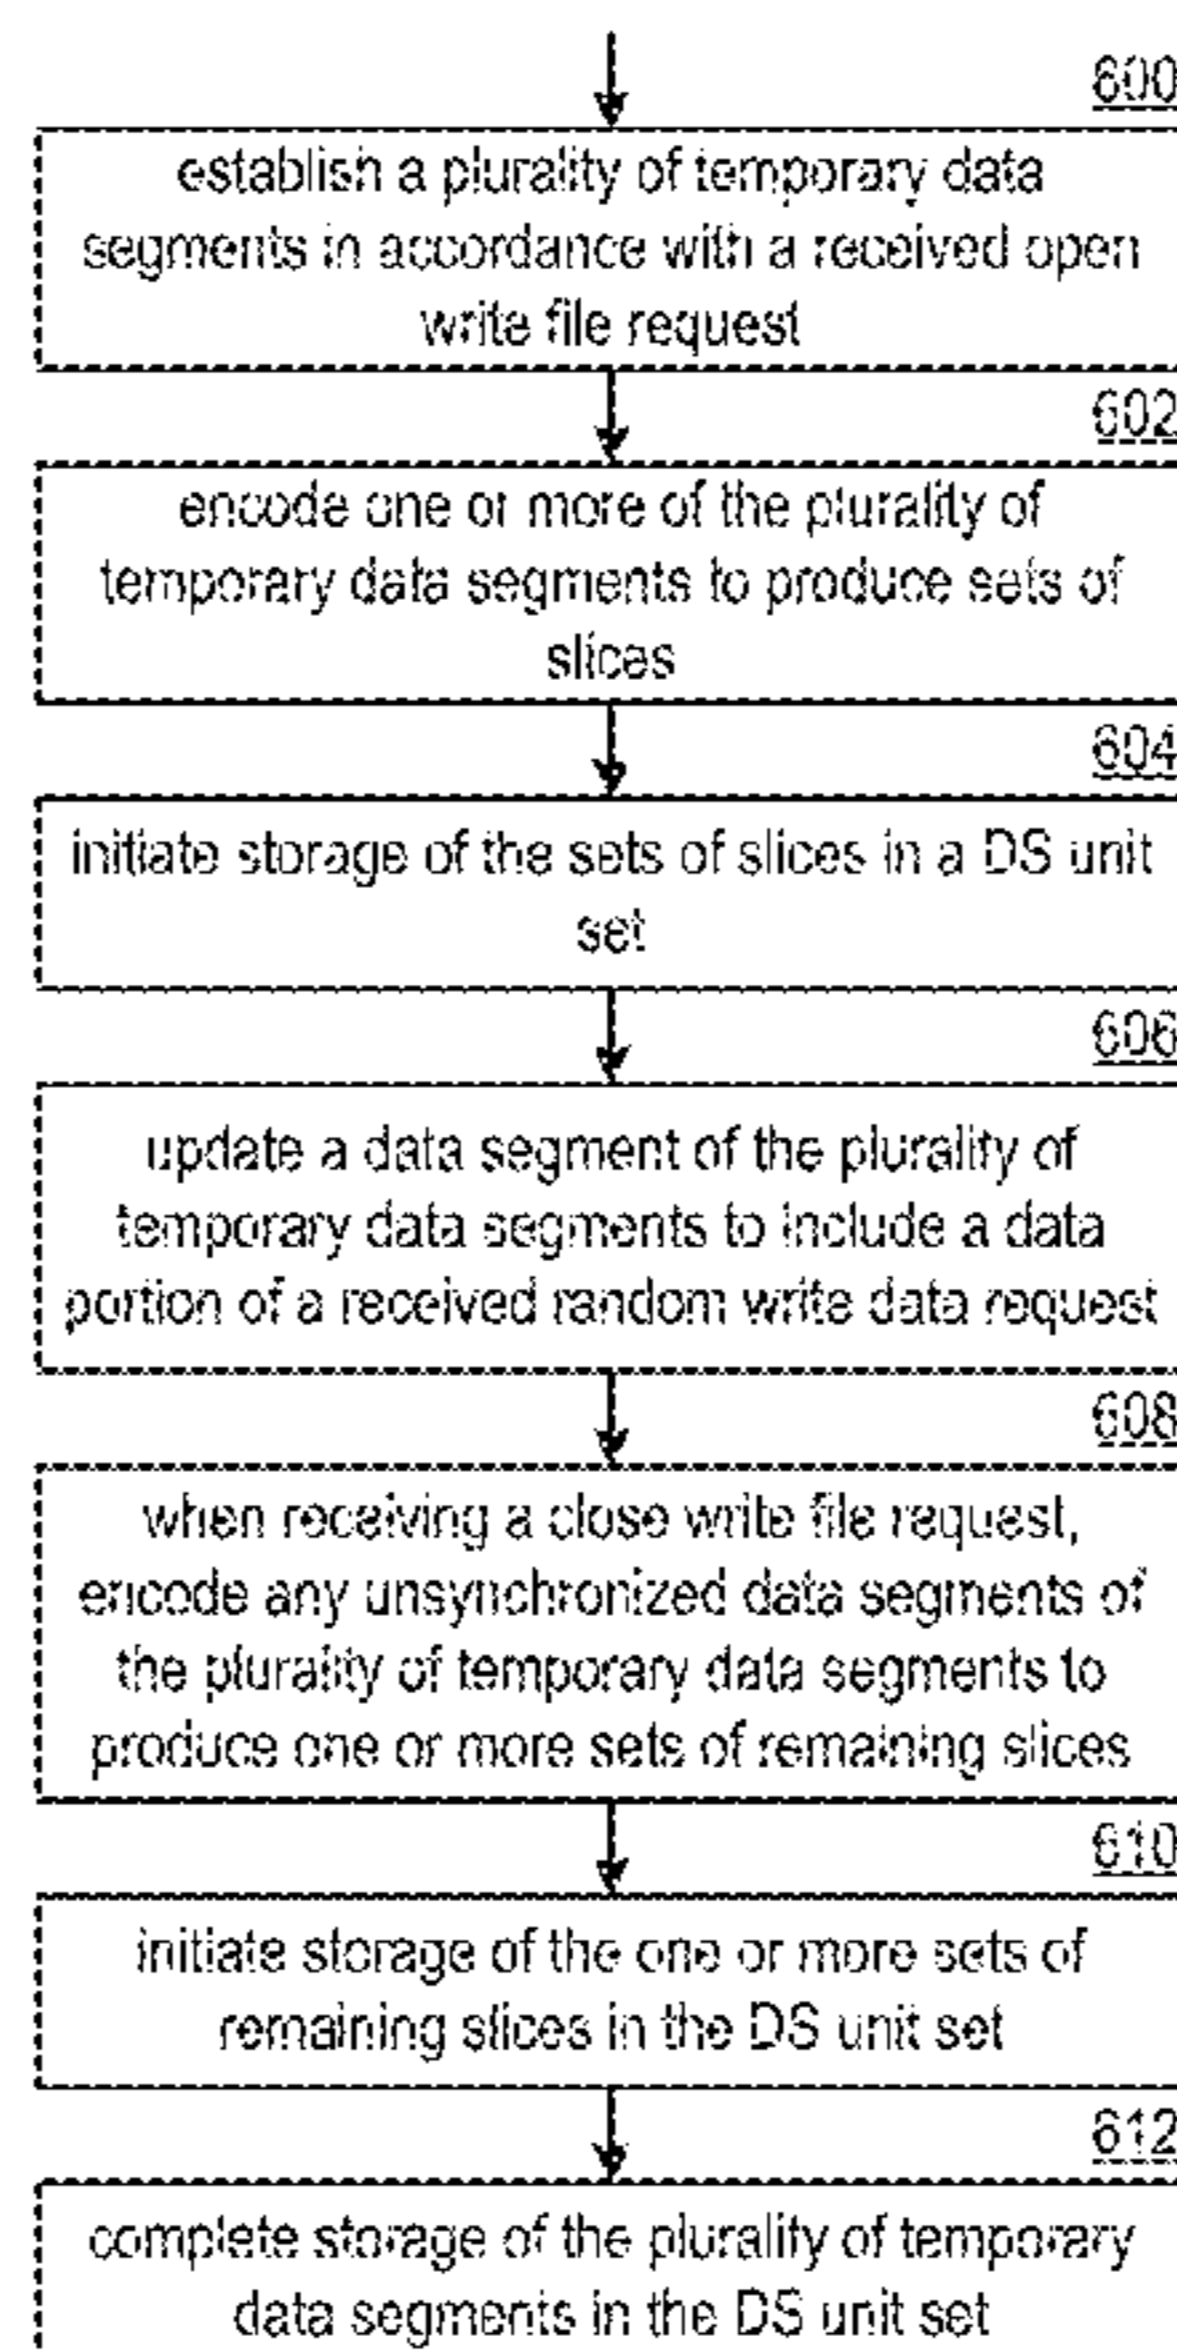 600
establish a plurality of temporary data
segments in accordance with a received open
write file request
602
encode one or more of the plurality of
temporary data segments to produce sets of
slices
604
initiate storage of the sets of slices in a DS unit
set
606
update a data segment of the plurality of
temporary data segments to include a data
portion of a received random write data request
608
when receiving a close write file request,
encode any unsynchronized data segments of
the plurality of temporary data segments to
produce one or more sets of remaining slices
610
initiate storage of the one or more sets of
remaining slices in the DS unit set
612
complete storage of the plurality of temporary
data segments in the DS unit set